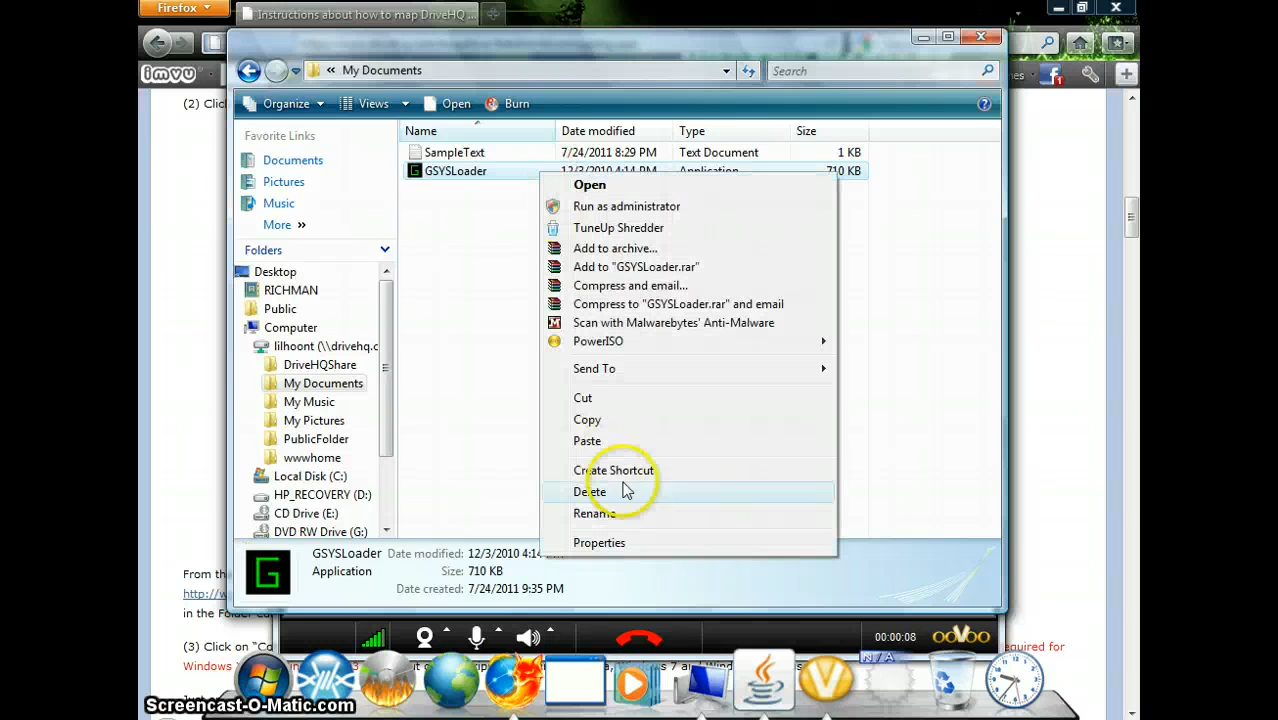 Firefox
Instructions about how to map DriveHQ ...
imvu
(2) Clic
My Documents
Search
Organize
Views
Open
Burn
Favorite Links
Documents
Pictures
Music
More
Folders
Desktop
RICHMAN
Public
Computer
lilhoont (\\drivehq.c
DriveHQShare
My Documents
My Music
My Pictures
PublicFolder
wwwhome
Local Disk (C:)
HP_RECOVERY (D:)
CD Drive (E:)
DVD RW Drive (G:)
Name Date modified Type Size
SampleText 7/24/2011 8:29 PM Text Document 1 KB
GSYSLoader 12/3/2010 4:14 PM Application 710 KB
Open
Run as administrator
TuneUp Shredder
Add to archive...
Add to "GSYSLoader.rar"
Compress and email...
Compress to "GSYSLoader.rar" and email
Scan with Malwarebytes' Anti-Malware
PowerISO
Send To
Cut
Copy
Paste
Create Shortcut
Delete
Rename
Properties
GSYSLoader Date modified: 12/3/2010 4:14
Application Size: 710 KB
Date created: 7/24/2011 9:35 PM
From th
http://w
in the Folder
(3) Click on "Co
equired for
Windows
Windows 7 and Wind
00:00:08
ooVoo
N/A
Screencast-O-Matic.com